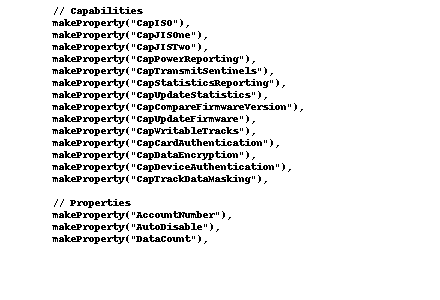 // Capabilities
makeProperty("CapISO"),
makeProperty("CapJISOne"),
makeProperty("CapJISTwo"),
makeProperty("CapPowerReporting"),
makeProperty("CapTransmitSentinels"),
makeProperty("CapStatisticsReporting"),
makeProperty("CapUpdateStatistics"),
makeProperty("CapCompareFirmwareVersion"),
makeProperty("CapUpdateFirmware"),
makeProperty("CapWritableTracks"),
makeProperty("CapCardAuthentication"),
makeProperty("CapDataEncryption"),
makeProperty("CapDeviceAuthentication"),
makeProperty("CapTrackDataMasking"),
// Properties
makeProperty("AccountNumber"),
makeProperty("AutoDisable"),
makeProperty("DataCount"),